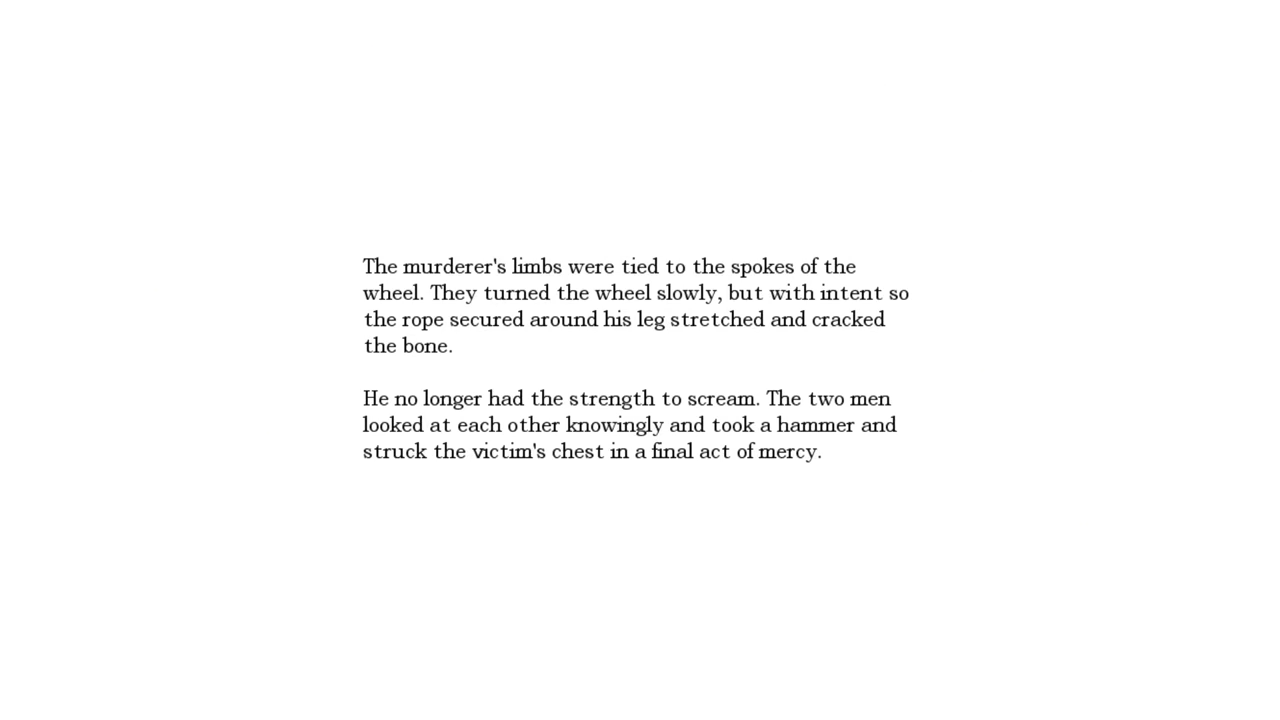 The murderer's limbs were tied to the spokes of the
wheel. They turned the wheel slowly, but with intent so
the rope secured around his leg stretched and cracked
the bone.

He no longer had the strength to scream. The two men
looked at each other knowingly and took a hammer and
struck the victim's chest in a final act of mercy.